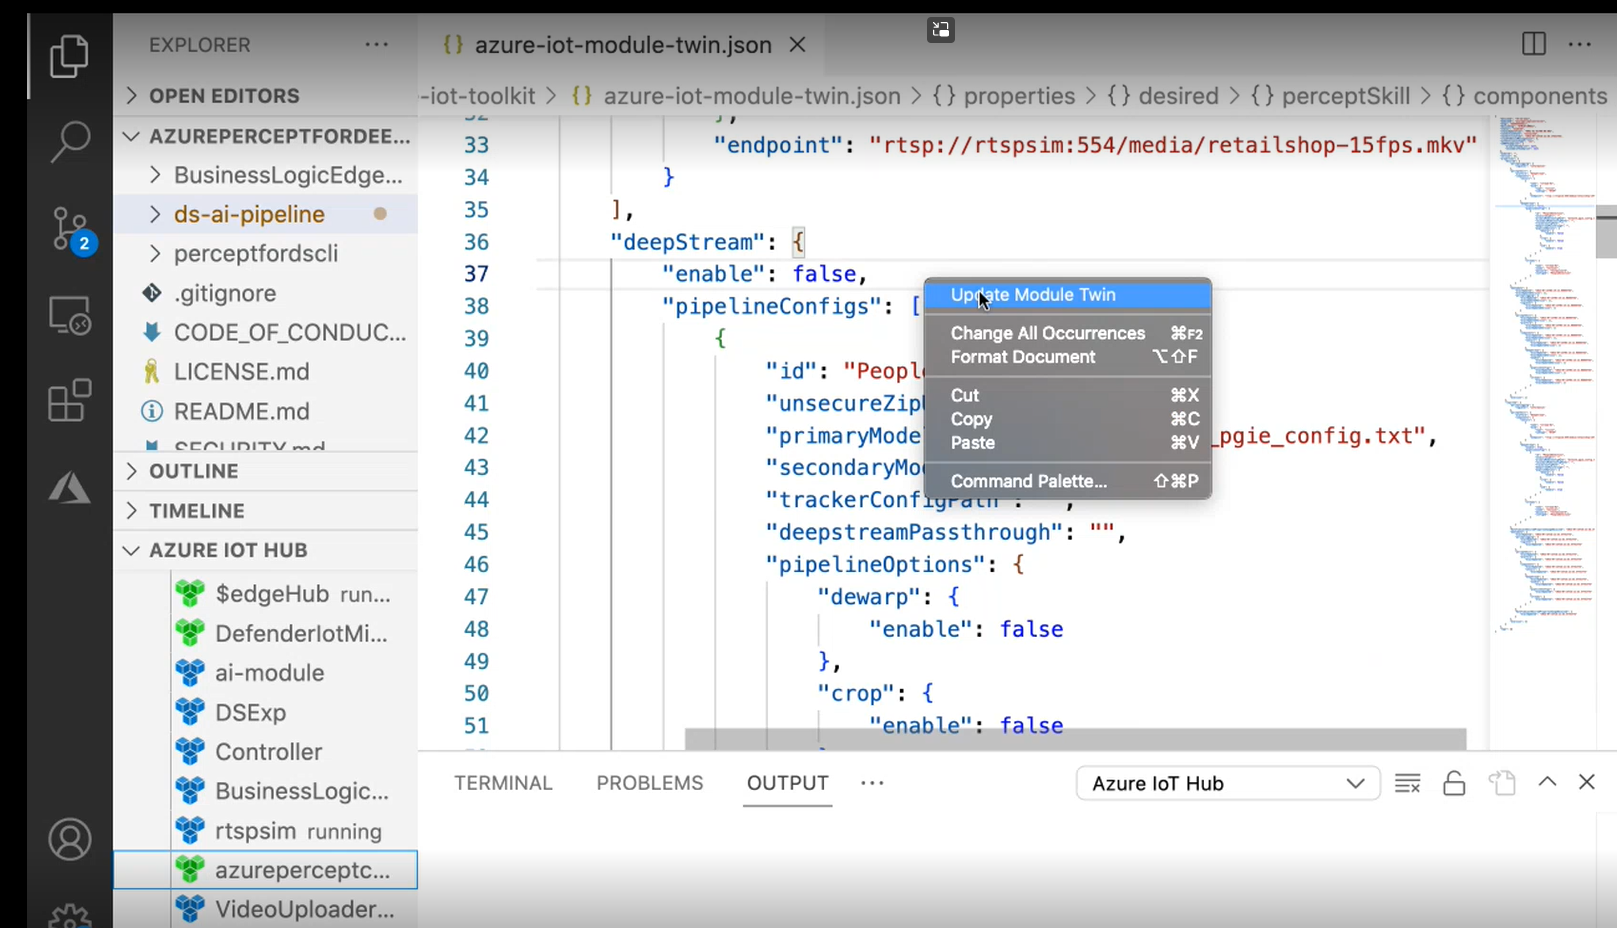 EXPLORER
···
OPEN EDITORS
AZUREPERCEPTFORDEE...
BusinessLogicEdge...
ds-ai-pipeline
perceptfordscli
.gitignore
CODE_OF_CONDUC...
LICENSE.md
README.md
SECURITY.md
OUTLINE
TIMELINE
AZURE IOT HUB
$edgeHub run...
DefenderIotMi...
ai-module
DSExp
Controller
BusinessLogic...
rtspsim running
azureperceptc...
VideoUploader...
2
{} azure-iot-module-twin.json
-iot-toolkit > {} azure-iot-module-twin.json > {} properties > {} desired > {} perceptSkill > {} components
32 },
33 "endpoint": "rtsp://rtspsim:554/media/retailshop-15fps.mkv"
34 }
35 ],
36 "deepStream": {
37 "enable": false,
38 "pipelineConfigs": [
39 {
40 "id": "Peopl
41 "unsecureZipU
42 "primaryMode _pgie_config.txt",
43 "secondaryMo
44 "trackerConfigPath": ,
45 "deepstreamPassthrough": "",
46 "pipelineOptions": {
47 "dewarp": {
48 "enable": false
49 },
50 "crop": {
51 "enable": false
Update Module Twin
Change All Occurrences ⌘F2
Format Document ⌥⇧F
Cut ⌘X
Copy ⌘C
Paste ⌘V
Command Palette... ⇧⌘P
TERMINAL PROBLEMS OUTPUT ···
Azure IoT Hub